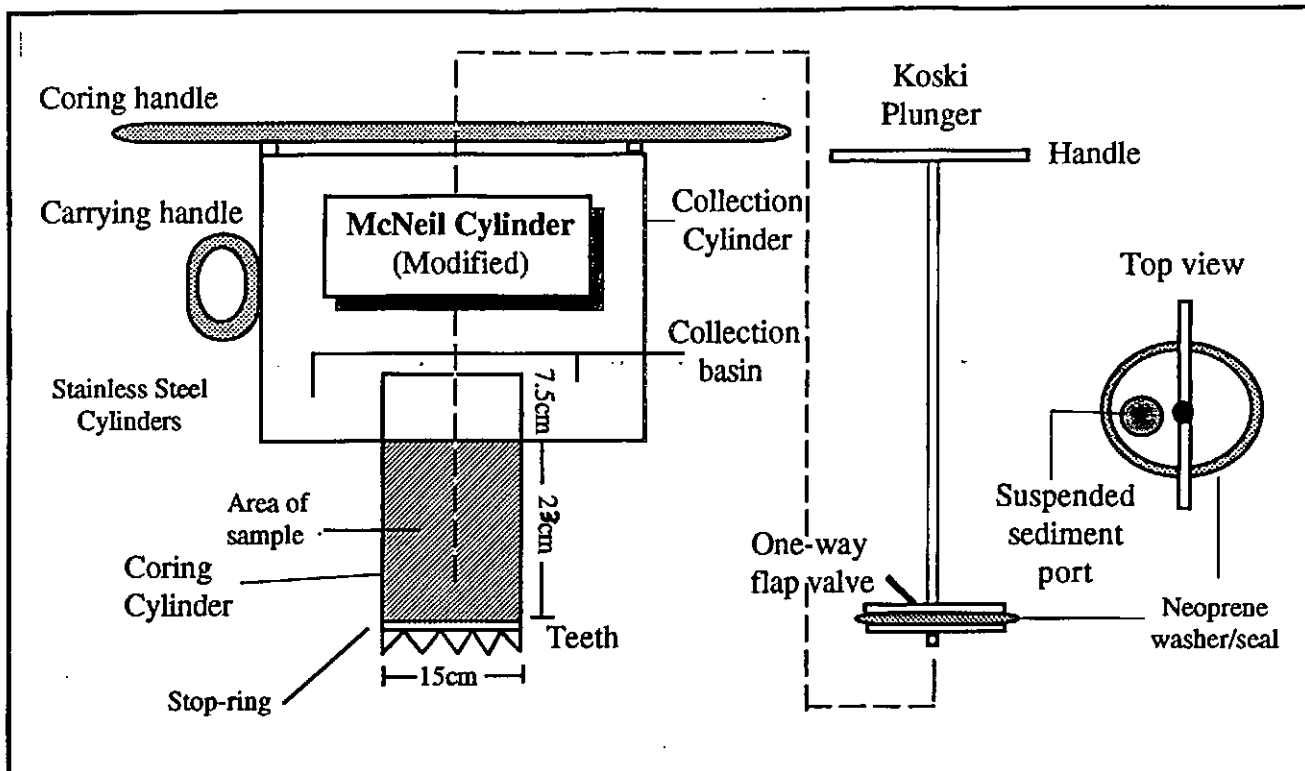 Coring handle
Carrying handle
McNeil Cylinder
(Modified)
Collection
Cylinder
Collection
basin
Stainless Steel
Cylinders
7.5cm
Area of
sample
23cm
Coring
Cylinder
Teeth
15cm
Stop-ring
Koski
Plunger
Handle
Top view
Suspended
sediment
port
One-way
flap valve
Neoprene
washer/seal